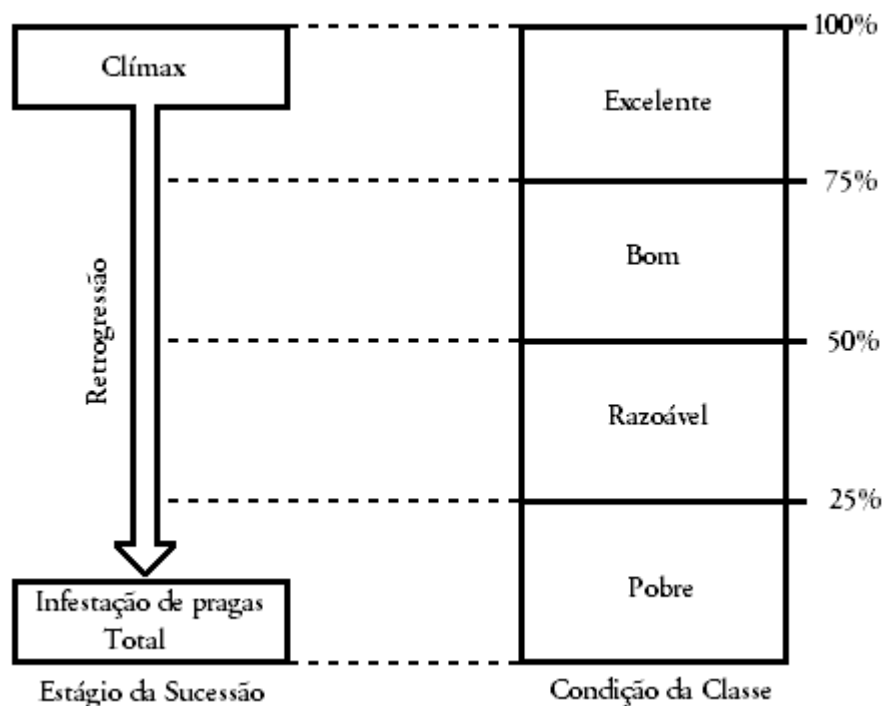 100%
Clímax
Excelente
75%
Bom
Retrogressão
50%
Razoável
25%
Infestação de pragas
Total
Pobre
Estágio da Sucessão
Condição da Classe